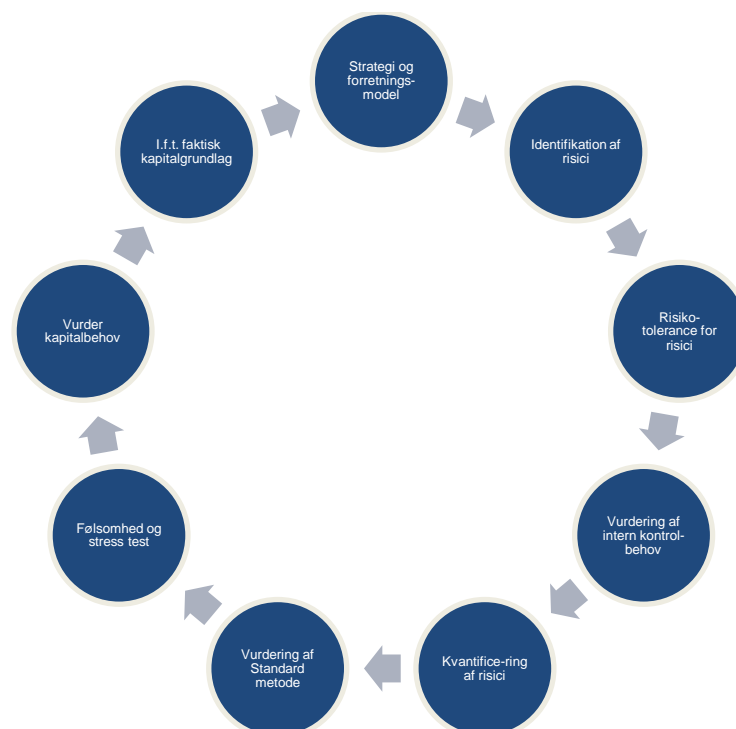 Strategi og
forretnings-
model
Identifikation af
risici
Risiko-
tolerance for
risici
Vurdering af
intern kontrol-
behov
Kvantifice-ring
af risici
Vurdering af
Standard
metode
Følsomhed og
stress test
Vurder
kapitalbehov
I.f.t. faktisk
kapitalgrundlag